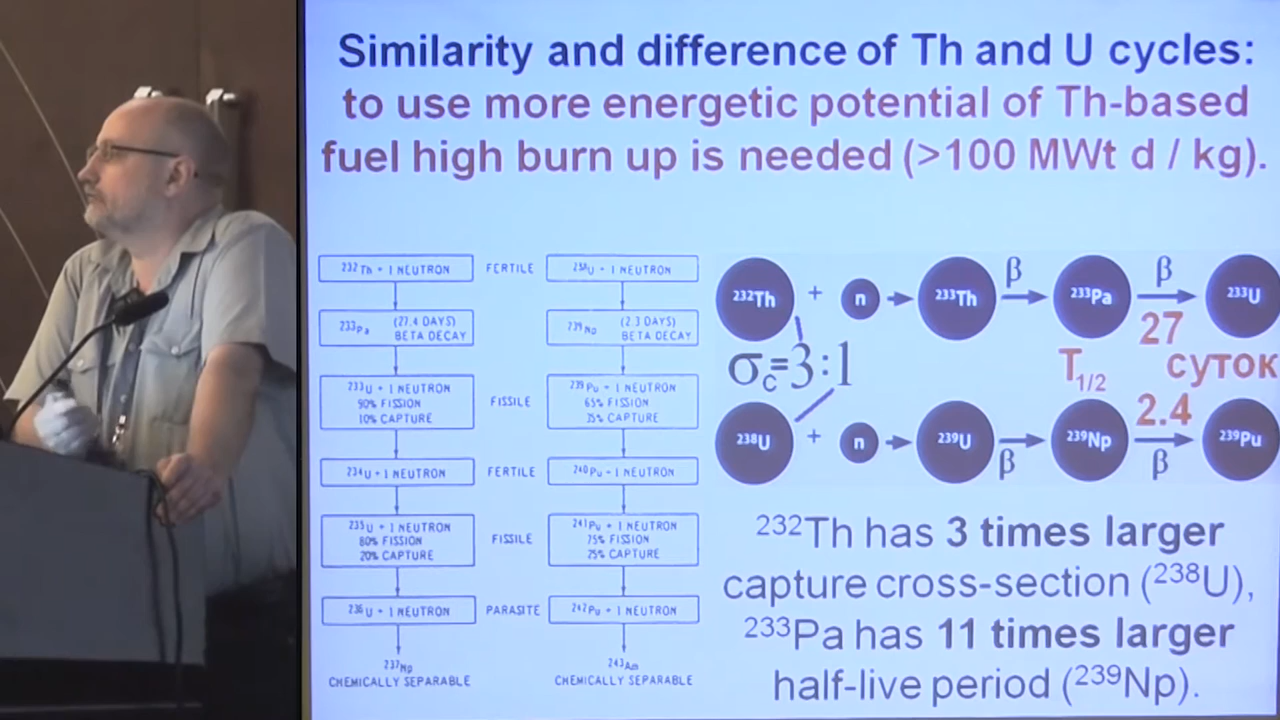 Similarity and difference of Th and U cycles:
to use more energetic potential of Th-based
fuel high burn up is needed (>100 MWt d / kg).
²³²Th + 1 NEUTRON
FERTILE
²³⁸U + 1 NEUTRON
²³³Pa (27.4 DAYS)
BETA DECAY
²³⁹Np (2.3 DAYS)
BETA DECAY
²³³U + 1 NEUTRON
90% FISSION
10% CAPTURE
FISSILE
²³⁹Pu + 1 NEUTRON
65% FISSION
35% CAPTURE
²³⁴U + 1 NEUTRON
FERTILE
²⁴⁰Pu + 1 NEUTRON
²³⁵U + 1 NEUTRON
80% FISSION
20% CAPTURE
FISSILE
²⁴¹Pu + 1 NEUTRON
75% FISSION
25% CAPTURE
²³⁶U + 1 NEUTRON
PARASITE
²⁴²Pu + 1 NEUTRON
²³⁷Np
CHEMICALLY SEPARABLE
²⁴³Am
CHEMICALLY SEPARABLE
²³²Th + n ²³³Th β ²³³Pa β ²³³U
27
σc=3:1
T1/2 суток
2.4
²³⁸U + n ²³⁹U β ²³⁹Np β ²³⁹Pu
²³²Th has 3 times larger
capture cross-section (²³⁸U),
²³³Pa has 11 times larger
half-live period (²³⁹Np).